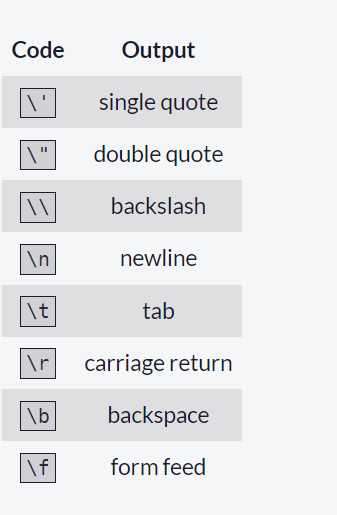 Code Output
\' single quote
\" double quote
\\ backslash
\n newline
\t tab
\r carriage return
\b backspace
\f form feed